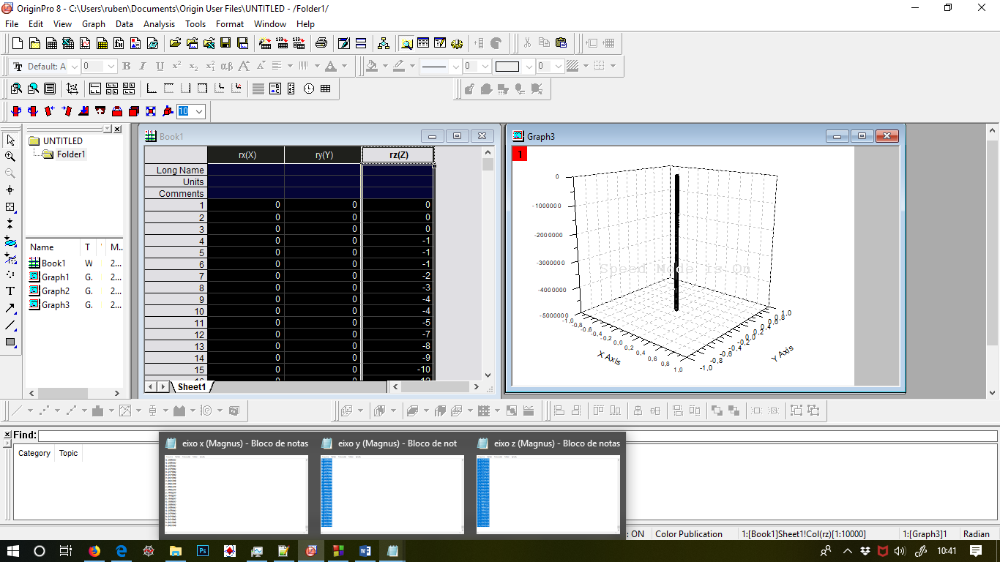 OriginPro 8 - C:\Users\ruben\Documents\Origin User Files\UNTITLED - /Folder1/
File Edit View Graph Data Analysis Tools Format Window Help
Default: A 0 B I U x² x₂ αβ 0 0
10
UNTITLED
Folder1
Name T M...
Book1 W 2...
Graph1 G. 2...
Graph2 G. 2...
Graph3 G. 2...
Book1
rx(X) ry(Y) rz(Z)
Long Name
Units
Comments
1 0 0 0
2 0 0 0
3 0 0 0
4 0 0 -1
5 0 0 -1
6 0 0 -1
7 0 0 -2
8 0 0 -3
9 0 0 -4
10 0 0 -4
11 0 0 -5
12 0 0 -7
13 0 0 -8
14 0 0 -9
15 0 0 -10
Sheet1
Graph3
1
0
-1000000
-2000000
-3000000
-4000000
-5000000
Speed Mode is On
-1,0 -0,8 -0,6 -0,4 -0,2 0,0 0,2 0,4 0,6 0,8 1,0
X Axis
-1,0 -0,8 -0,6 -0,4 -0,2 0,0 0,2 0,4 0,6 0,8 1,0
Y Axis
Find:
Category Topic
eixo x (Magnus) - Bloco de notas
eixo y (Magnus) - Bloco de not
eixo z (Magnus) - Bloco de notas
: ON Color Publication 1:[Book1]Sheet1!Col(rz)[1:10000] 1:[Graph3]1 Radian
10:41